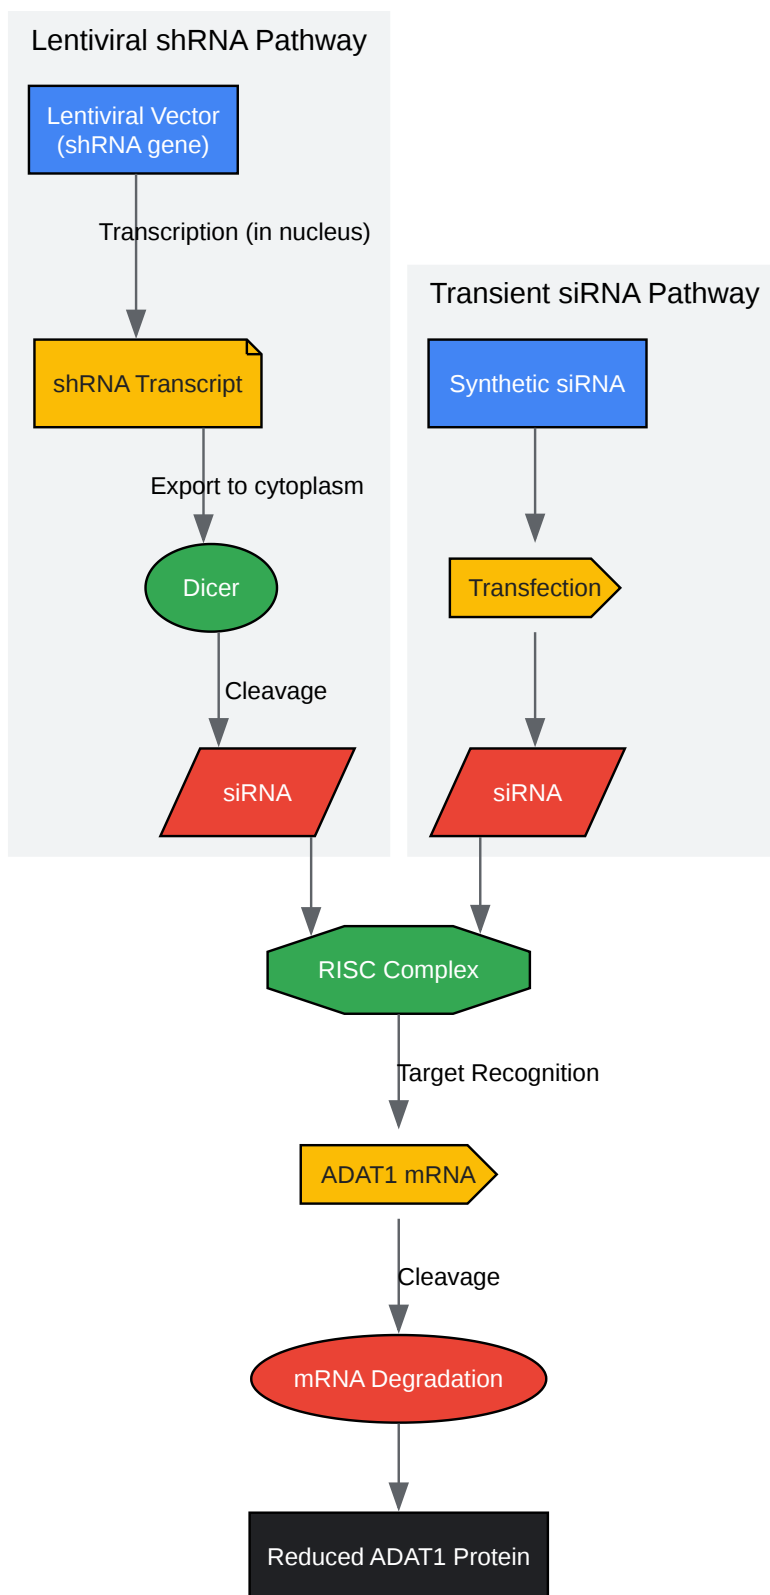 Lentiviral shRNA Pathway
Lentiviral Vector
(shRNA gene)
Transcription (in nucleus)
shRNA Transcript
Export to cytoplasm
Dicer
Cleavage
siRNA
Transient siRNA Pathway
Synthetic siRNA
Transfection
siRNA
RISC Complex
Target Recognition
ADAT1 mRNA
Cleavage
mRNA Degradation
Reduced ADAT1 Protein